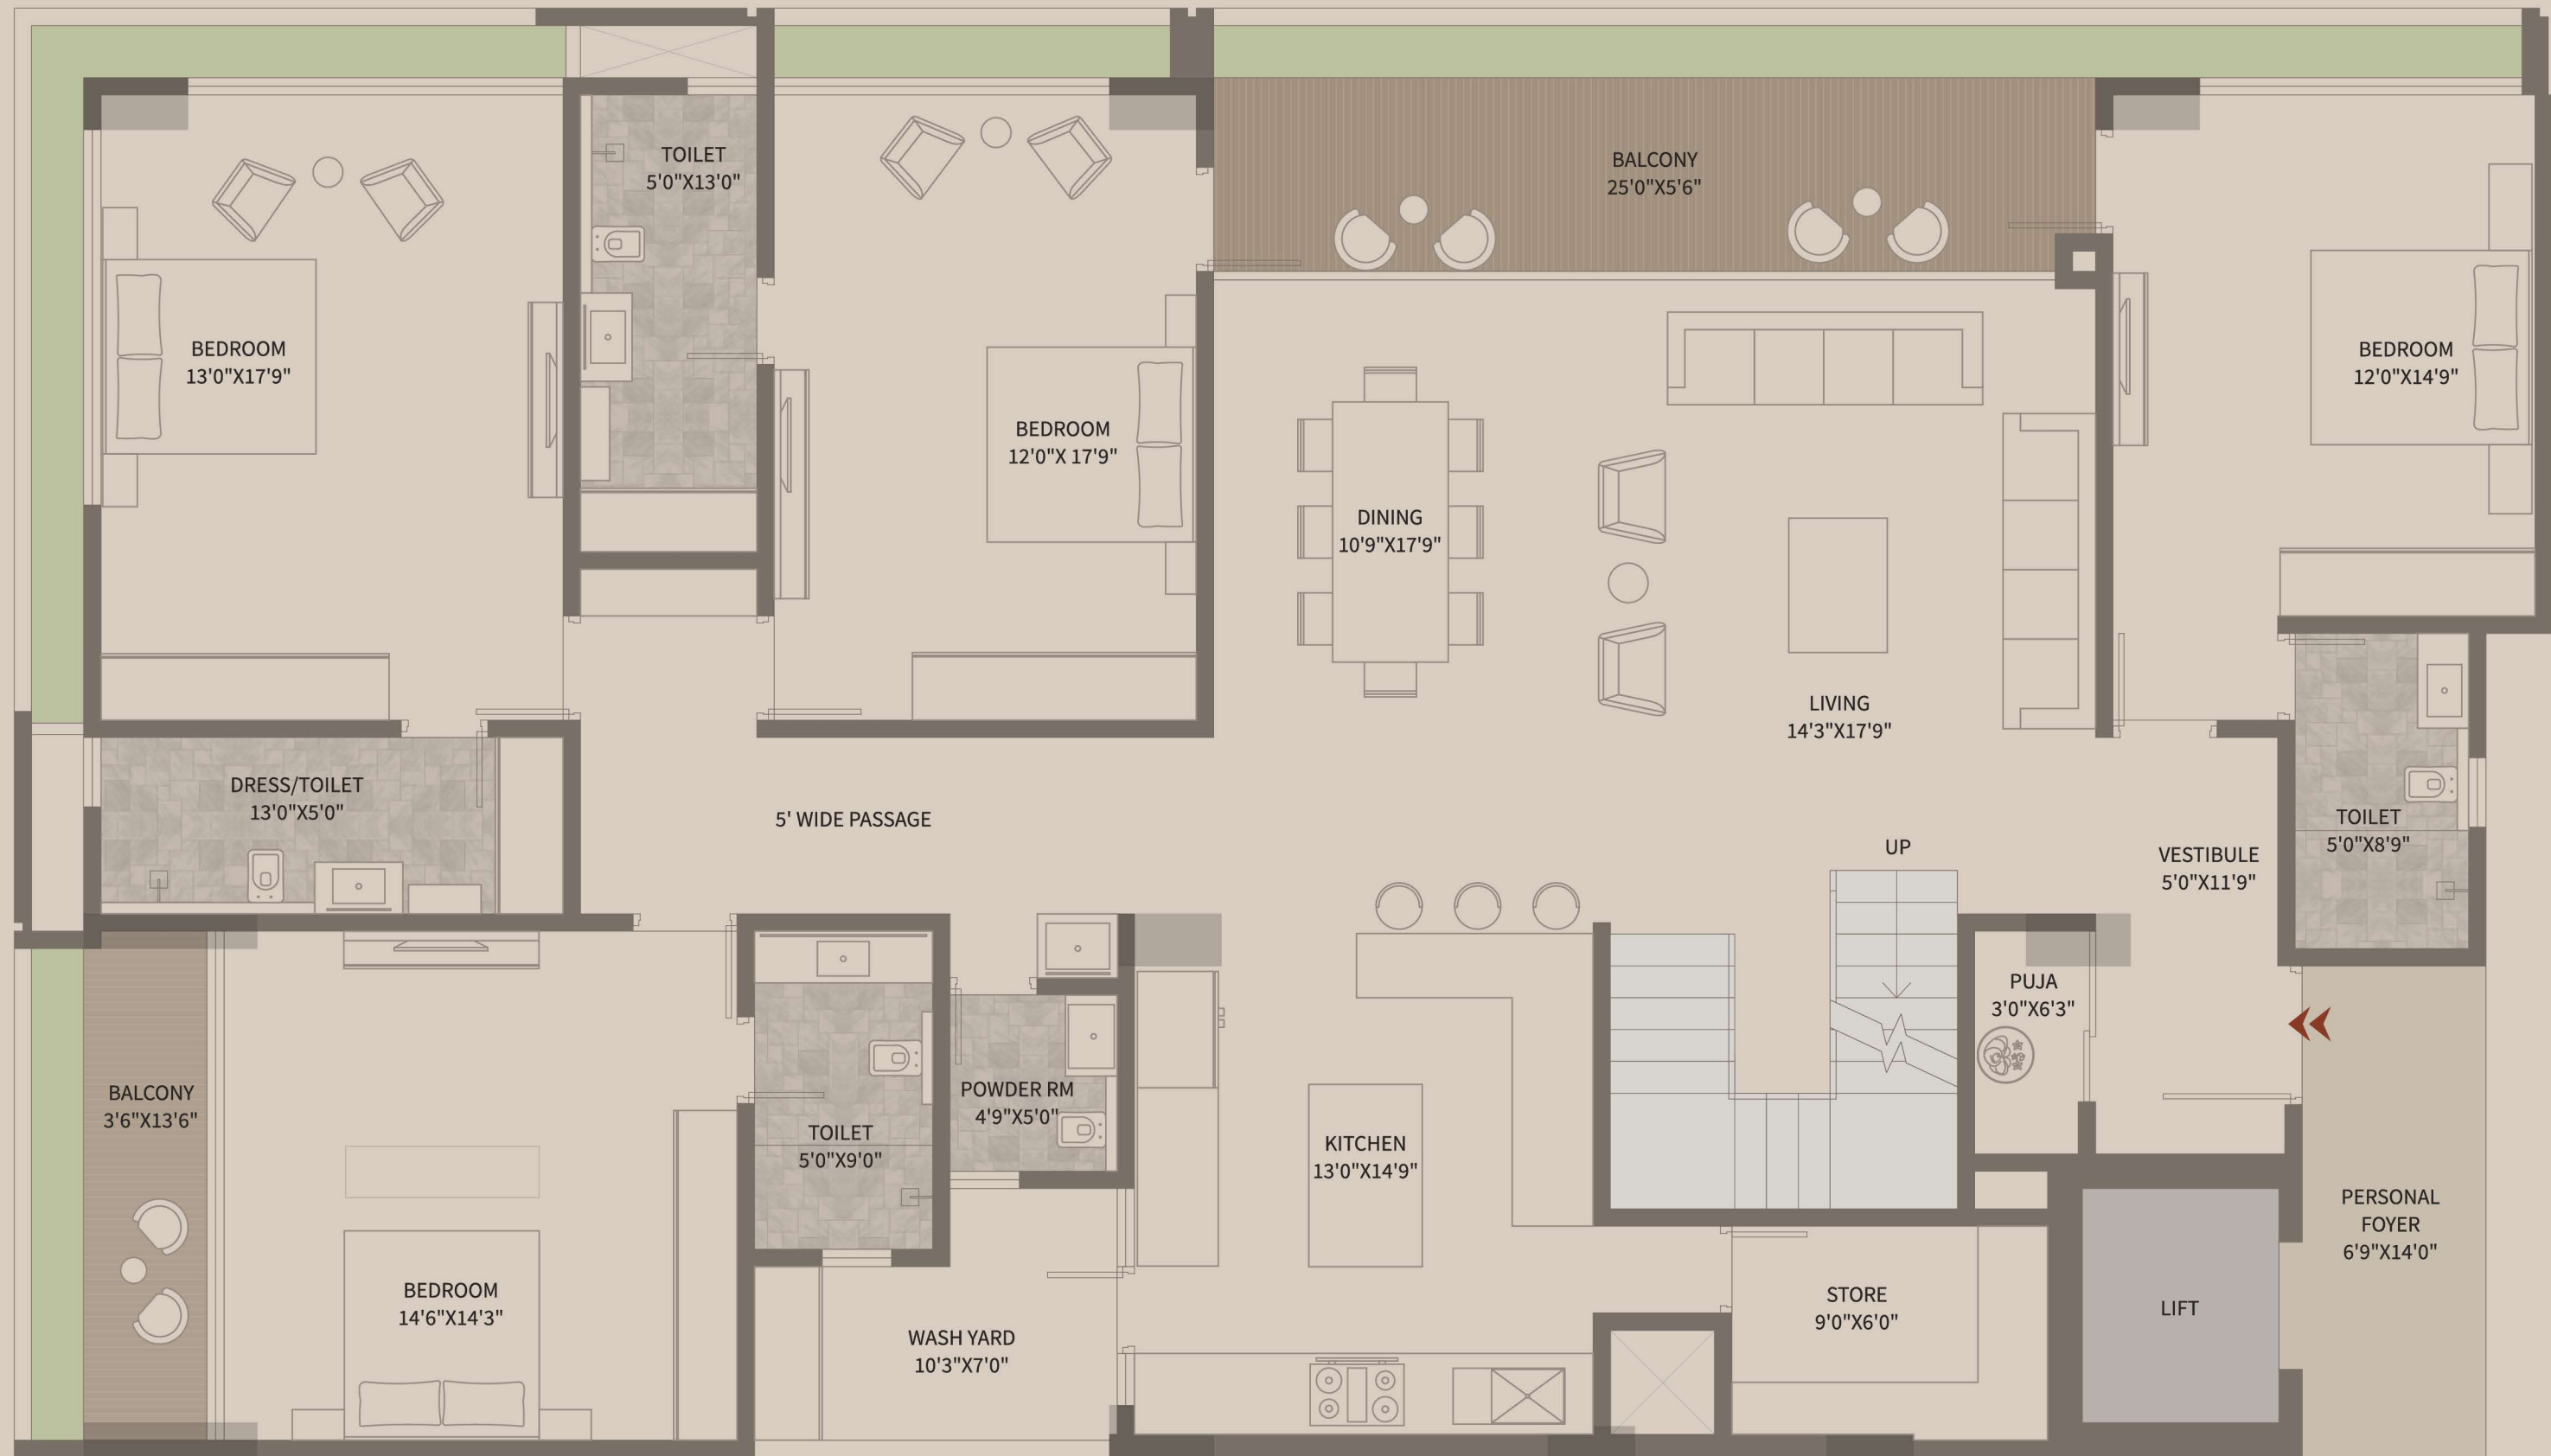 TOILET
5'0"X13'0"
BALCONY
25'0"X5'6"
BEDROOM
13'0"X17'9"
BEDROOM
12'0"X 17'9"
BEDROOM
12'0"X14'9"
DINING
10'9"X17'9"
LIVING
14'3"X17'9"
DRESS/TOILET
13'0"X5'0"
5' WIDE PASSAGE
UP
VESTIBULE
5'0"X11'9"
TOILET
5'0"X8'9"
PUJA
3'0"X6'3"
BALCONY
3'6"X13'6"
POWDER RM
4'9"X5'0"
TOILET
5'0"X9'0"
KITCHEN
13'0"X14'9"
PERSONAL
FOYER
6'9"X14'0"
BEDROOM
14'6"X14'3"
WASH YARD
10'3"X7'0"
STORE
9'0"X6'0"
LIFT